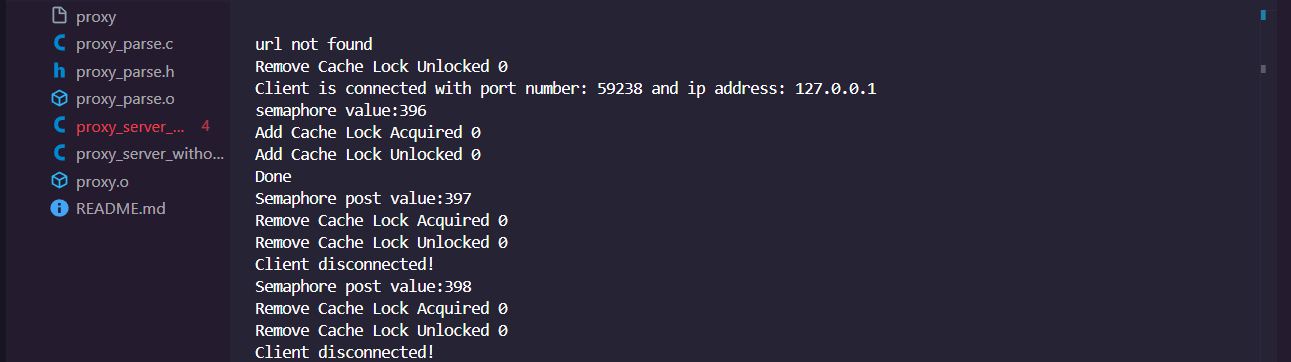 proxy
proxy_parse.c
proxy_parse.h
proxy_parse.o
proxy_server_... 4
proxy_server_witho...
proxy.o
README.md
url not found
Remove Cache Lock Unlocked 0
Client is connected with port number: 59238 and ip address: 127.0.0.1
semaphore value:396
Add Cache Lock Acquired 0
Add Cache Lock Unlocked 0
Done
Semaphore post value:397
Remove Cache Lock Acquired 0
Remove Cache Lock Unlocked 0
Client disconnected!
Semaphore post value:398
Remove Cache Lock Acquired 0
Remove Cache Lock Unlocked 0
Client disconnected!